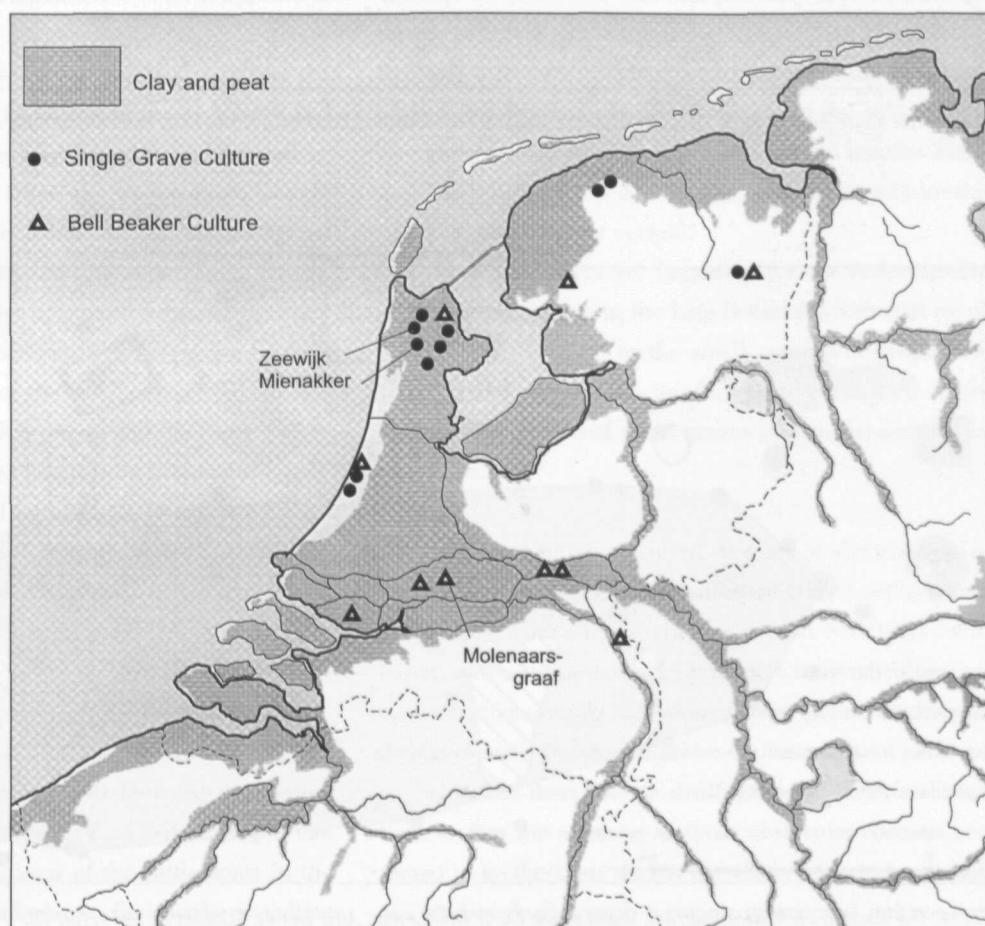 Clay and peat
Single Grave Culture
Bell Beaker Culture
Zeewijk
Mienakker
Molenaars-
graaf